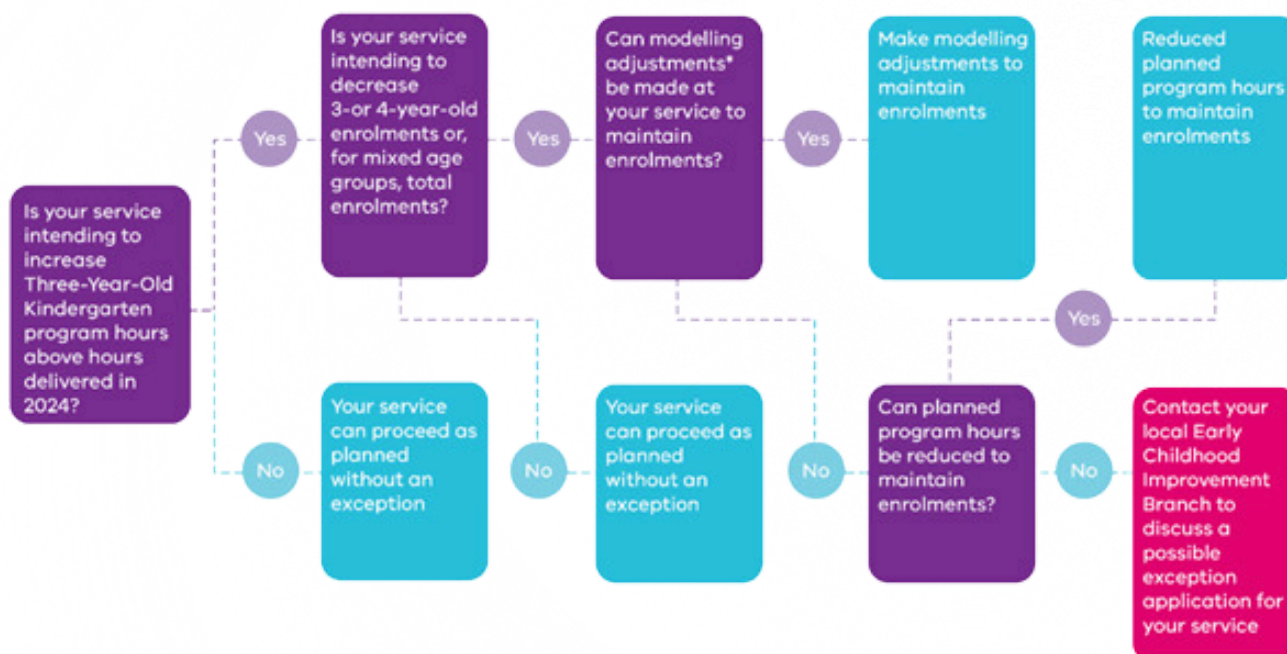 Is your service
intending to
increase
Three-Year-Old
Kindergarten
program hours
above hours
delivered in
2024?
Yes
Is your service
intending to
decrease
3-or 4-year-old
enrolments or,
for mixed age
groups, total
enrolments?
Yes
Can modelling
adjustments*
be made at
your service to
maintain
enrolments?
Yes
Make modelling
adjustments to
maintain
enrolments
Reduced
planned
program hours
to maintain
enrolments
Yes
No
Your service
can proceed as
planned
without an
exception
No
Your service
can proceed as
planned
without an
exception
No
Can planned
program hours
be reduced to
maintain
enrolments?
No
Contact your
local Early
Childhood
Improvement
Branch to
discuss a
possible
exception
application for
your service